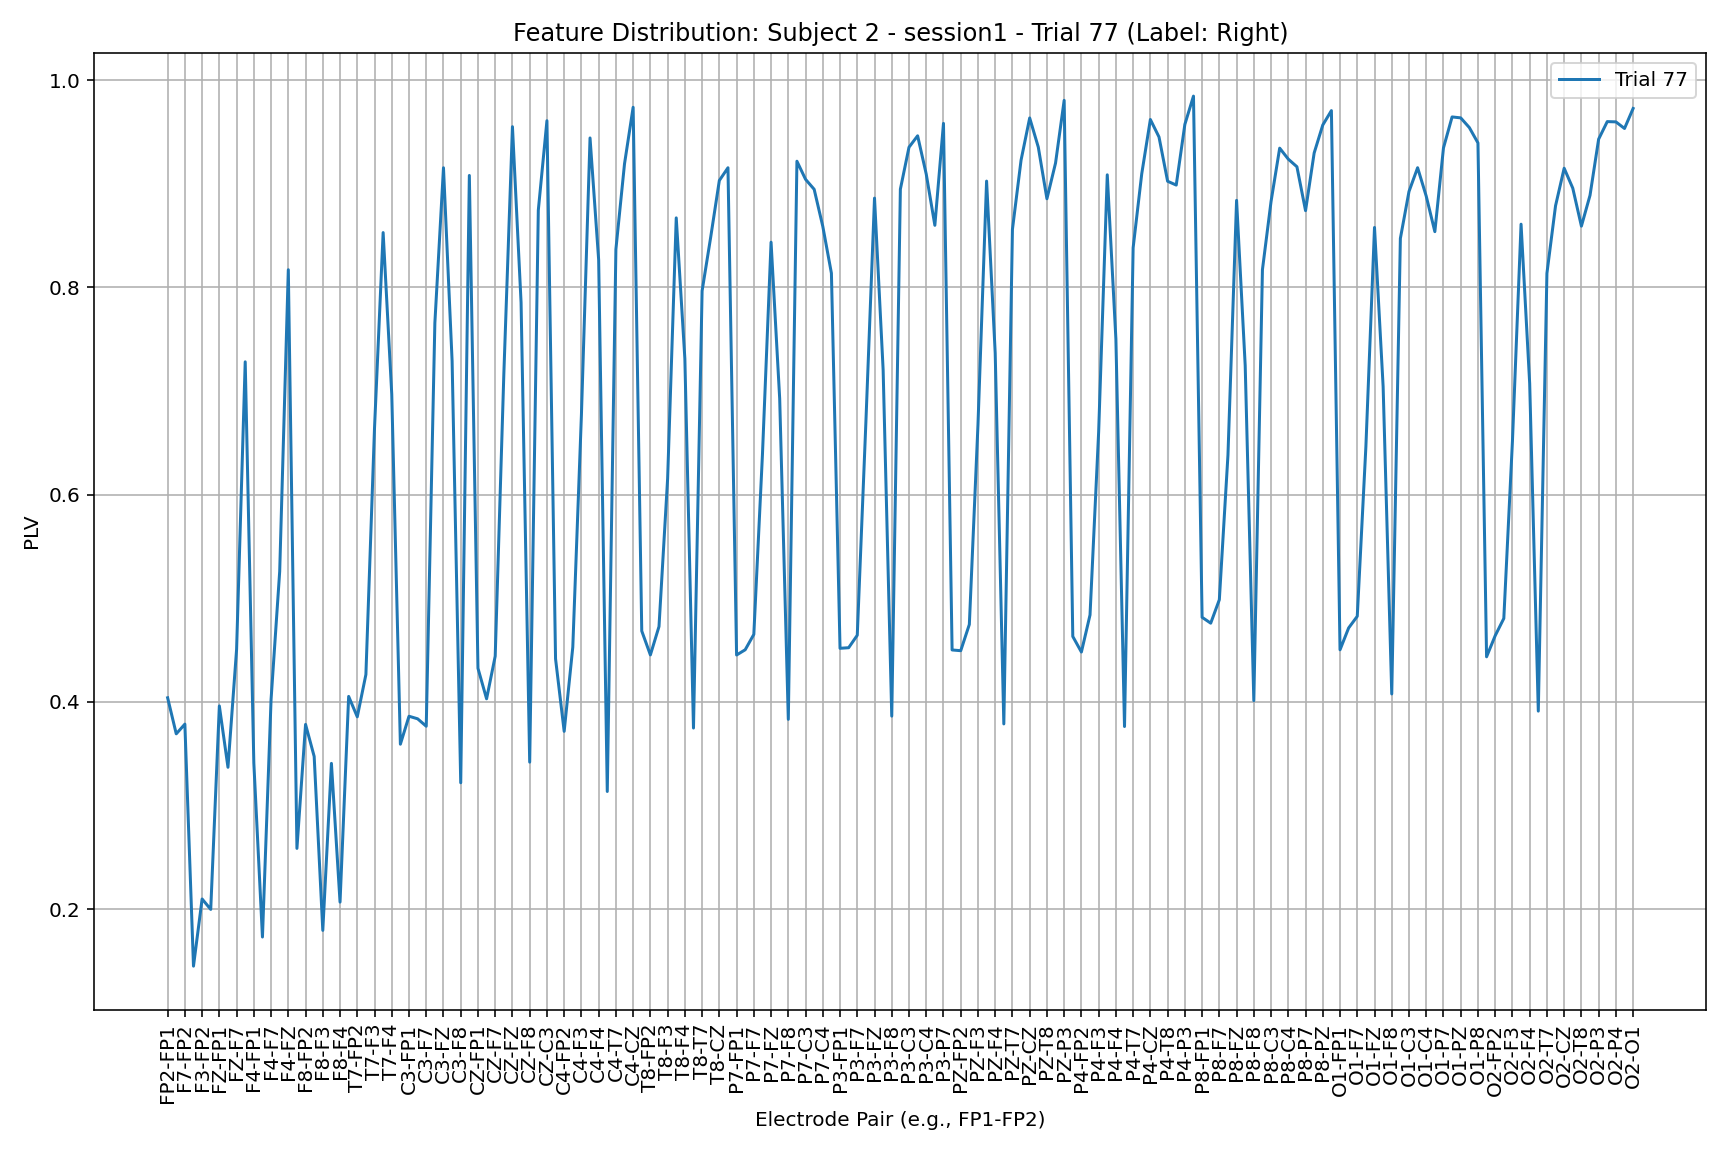 Feature Distribution: Subject 2 - session1 - Trial 77 (Label: Right)
Trial 77
PLV
1.0
0.8
0.6
0.4
0.2
FP2-FP1
F7-FP2
F3-FP2
FZ-FP1
FZ-F7
F4-FP1
F4-F7
F4-FZ
F8-FP2
F8-F3
F8-F4
T7-FP2
T7-F3
T7-F4
C3-FP1
C3-F7
C3-FZ
C3-F8
CZ-FP1
CZ-F7
CZ-FZ
CZ-F8
CZ-C3
C4-FP2
C4-F3
C4-F4
C4-T7
C4-CZ
T8-FP2
T8-F3
T8-F4
T8-T7
T8-CZ
P7-FP1
P7-F7
P7-FZ
P7-F8
P7-C3
P7-C4
P3-FP1
P3-F7
P3-FZ
P3-F8
P3-C3
P3-C4
P3-P7
PZ-FP2
PZ-F3
PZ-F4
PZ-T7
PZ-CZ
PZ-T8
PZ-P3
P4-FP2
P4-F3
P4-F4
P4-T7
P4-CZ
P4-T8
P4-P3
P8-FP1
P8-F7
P8-FZ
P8-F8
P8-C3
P8-C4
P8-P7
P8-PZ
O1-FP1
O1-F7
O1-FZ
O1-F8
O1-C3
O1-C4
O1-P7
O1-PZ
O1-P8
O2-FP2
O2-F3
O2-F4
O2-T7
O2-CZ
O2-T8
O2-P3
O2-P4
O2-O1
Electrode Pair (e.g., FP1-FP2)